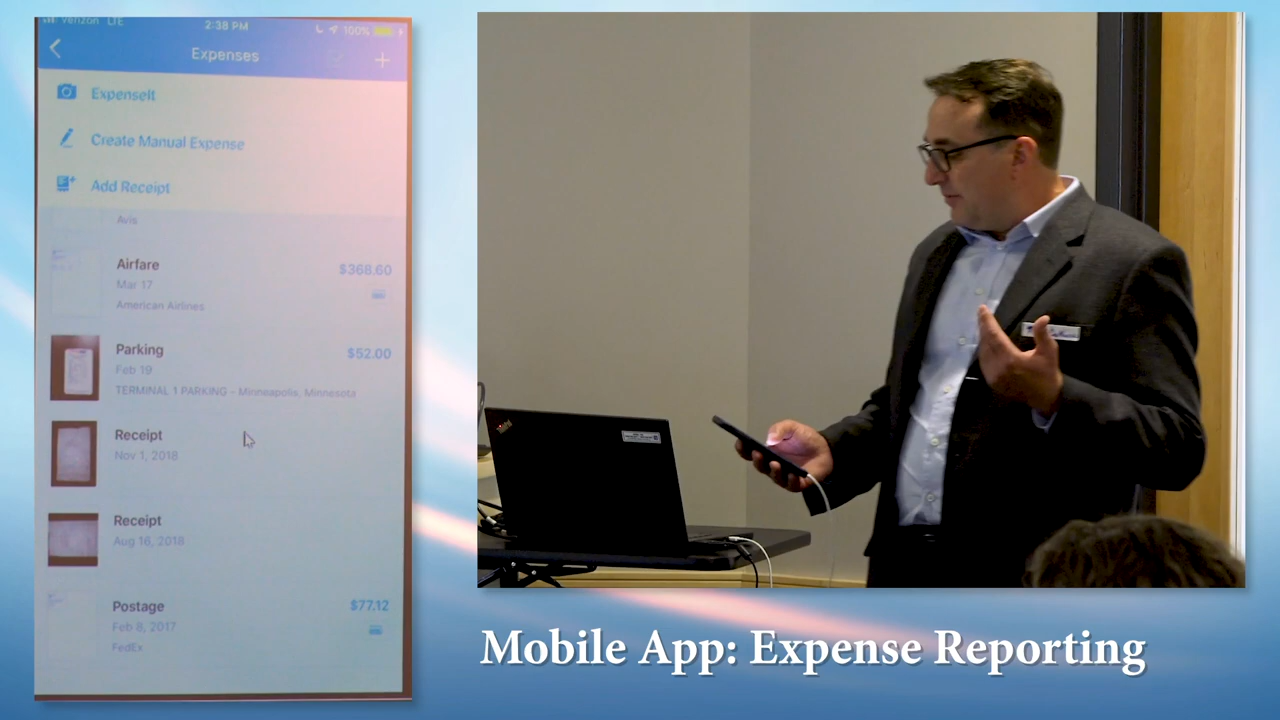 Verizon LTE 2:38 PM 100%
Expenses
ExpenseIt
Create Manual Expense
Add Receipt
Avis
Airfare
$368.60
Mar 17
American Airlines
Parking
$52.00
Feb 19
TERMINAL 1 PARKING - Minneapolis, Minnesota
Receipt
Nov 1, 2018
Receipt
Aug 16, 2018
Postage
$77.12
Feb 8, 2017
FedEx
Mobile App: Expense Reporting